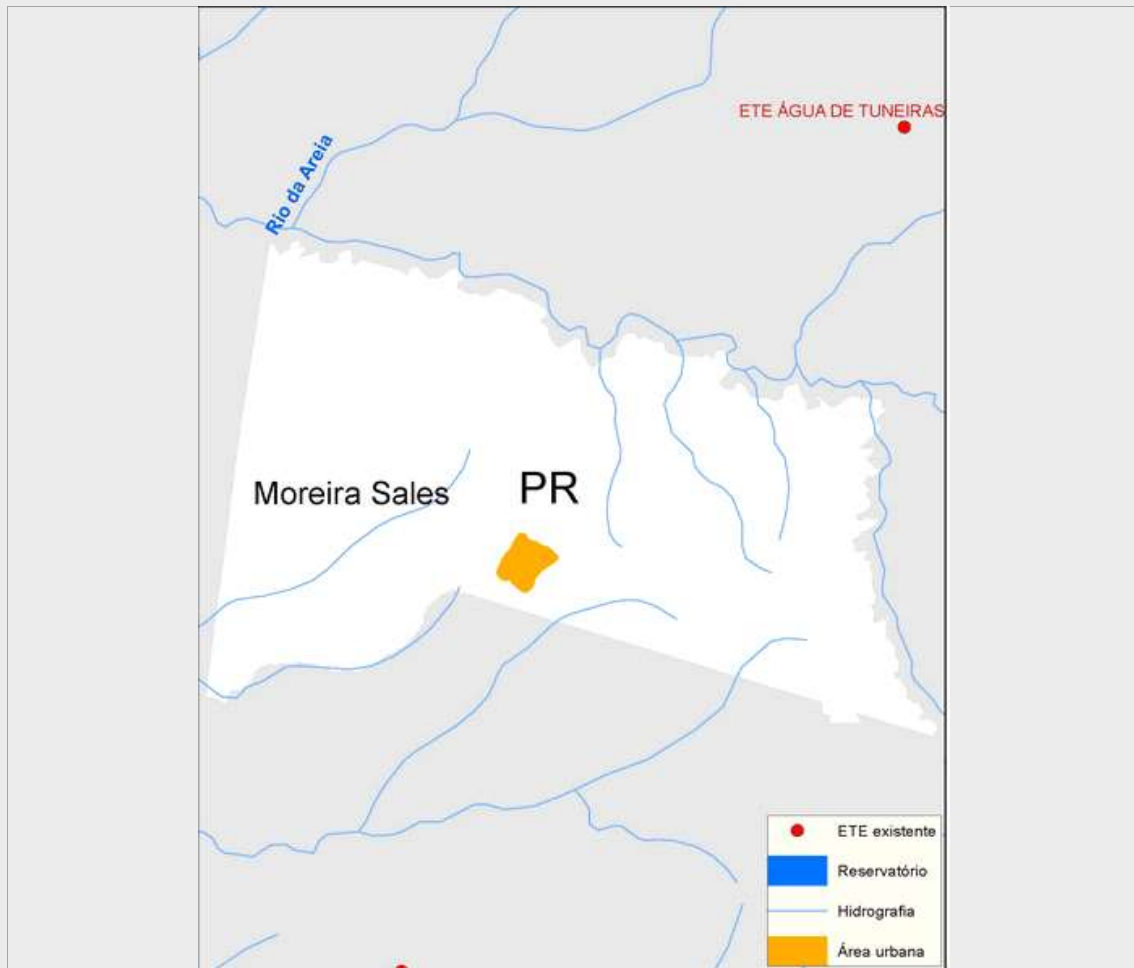 ETE ÁGUA DE TUNEIRAS
Rio da Areia
Moreira Sales
PR
ETE existente
Reservatório
Hidrografia
Área urbana